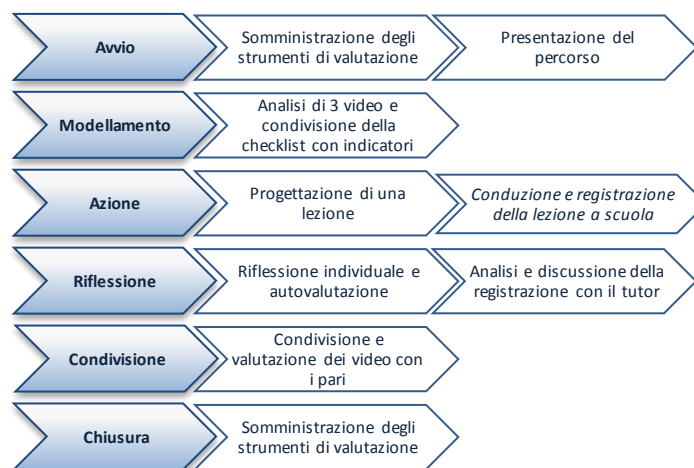 Avvio
Somministrazione degli
strumenti di valutazione
Presentazione del
percorso
Modellamento
Analisi di 3 video e
condivisione della
checklist con indicatori
Azione
Progettazione di una
lezione
Conduzione e registrazione
della lezione a scuola
Riflessione
Riflessione individuale e
autovalutazione
Analisi e discussione della
registrazione con il tutor
Condivisione
Condivisione e
valutazione dei video con
i pari
Chiusura
Somministrazione degli
strumenti di valutazione